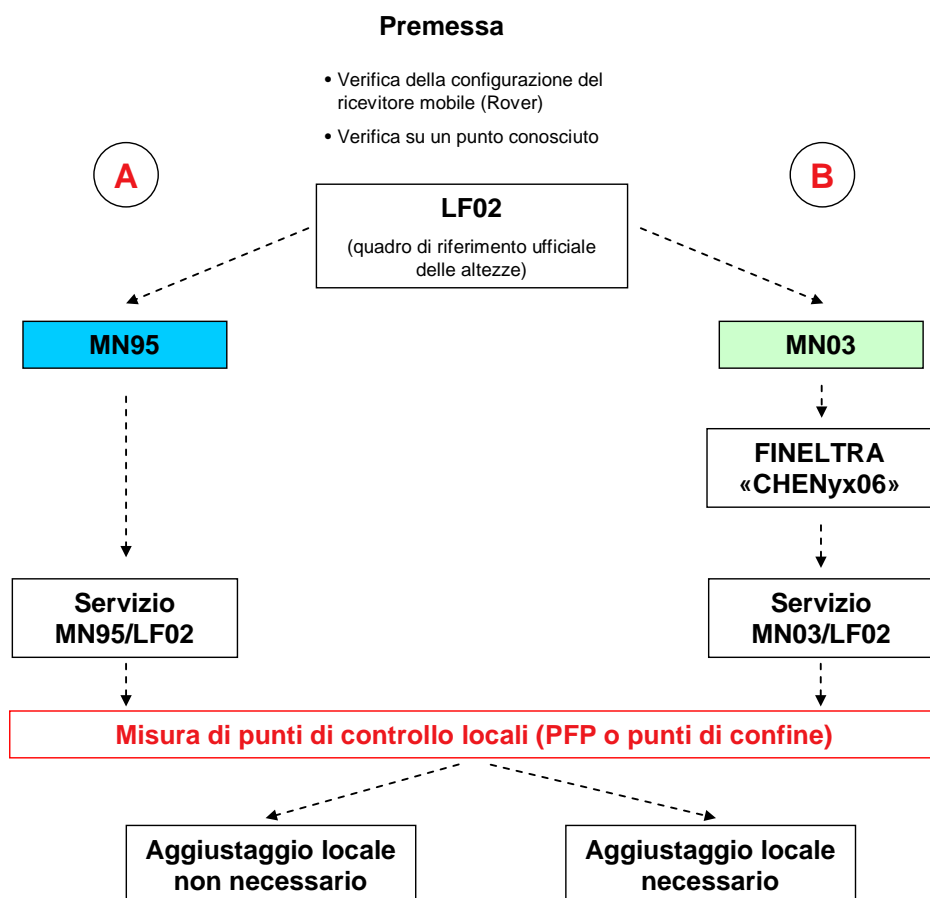 Premessa
• Verifica della configurazione del
ricevitore mobile (Rover)
• Verifica su un punto conosciuto
A
B
LF02
(quadro di riferimento ufficiale
delle altezze)
MN95
MN03
FINELTRA
«CHENyx06»
Servizio
MN95/LF02
Servizio
MN03/LF02
Misura di punti di controllo locali (PFP o punti di confine)
Aggiustaggio locale
non necessario
Aggiustaggio locale
necessario